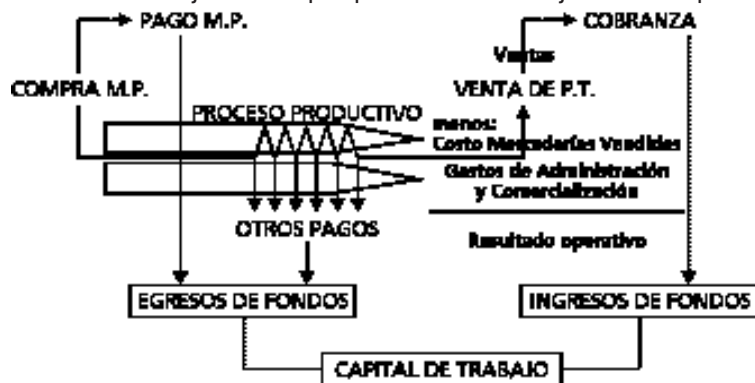 PAGO M.P.
COBRANZA
Ventas
COMPRA M.P.
VENTA DE P.T.
PROCESO PRODUCTIVO
menos:
Costo Mercaderías Vendidas
Gastos de Administración
y Comercialización
OTROS PAGOS
Resultado operativo
EGRESOS DE FONDOS
INGRESOS DE FONDOS
CAPITAL DE TRABAJO